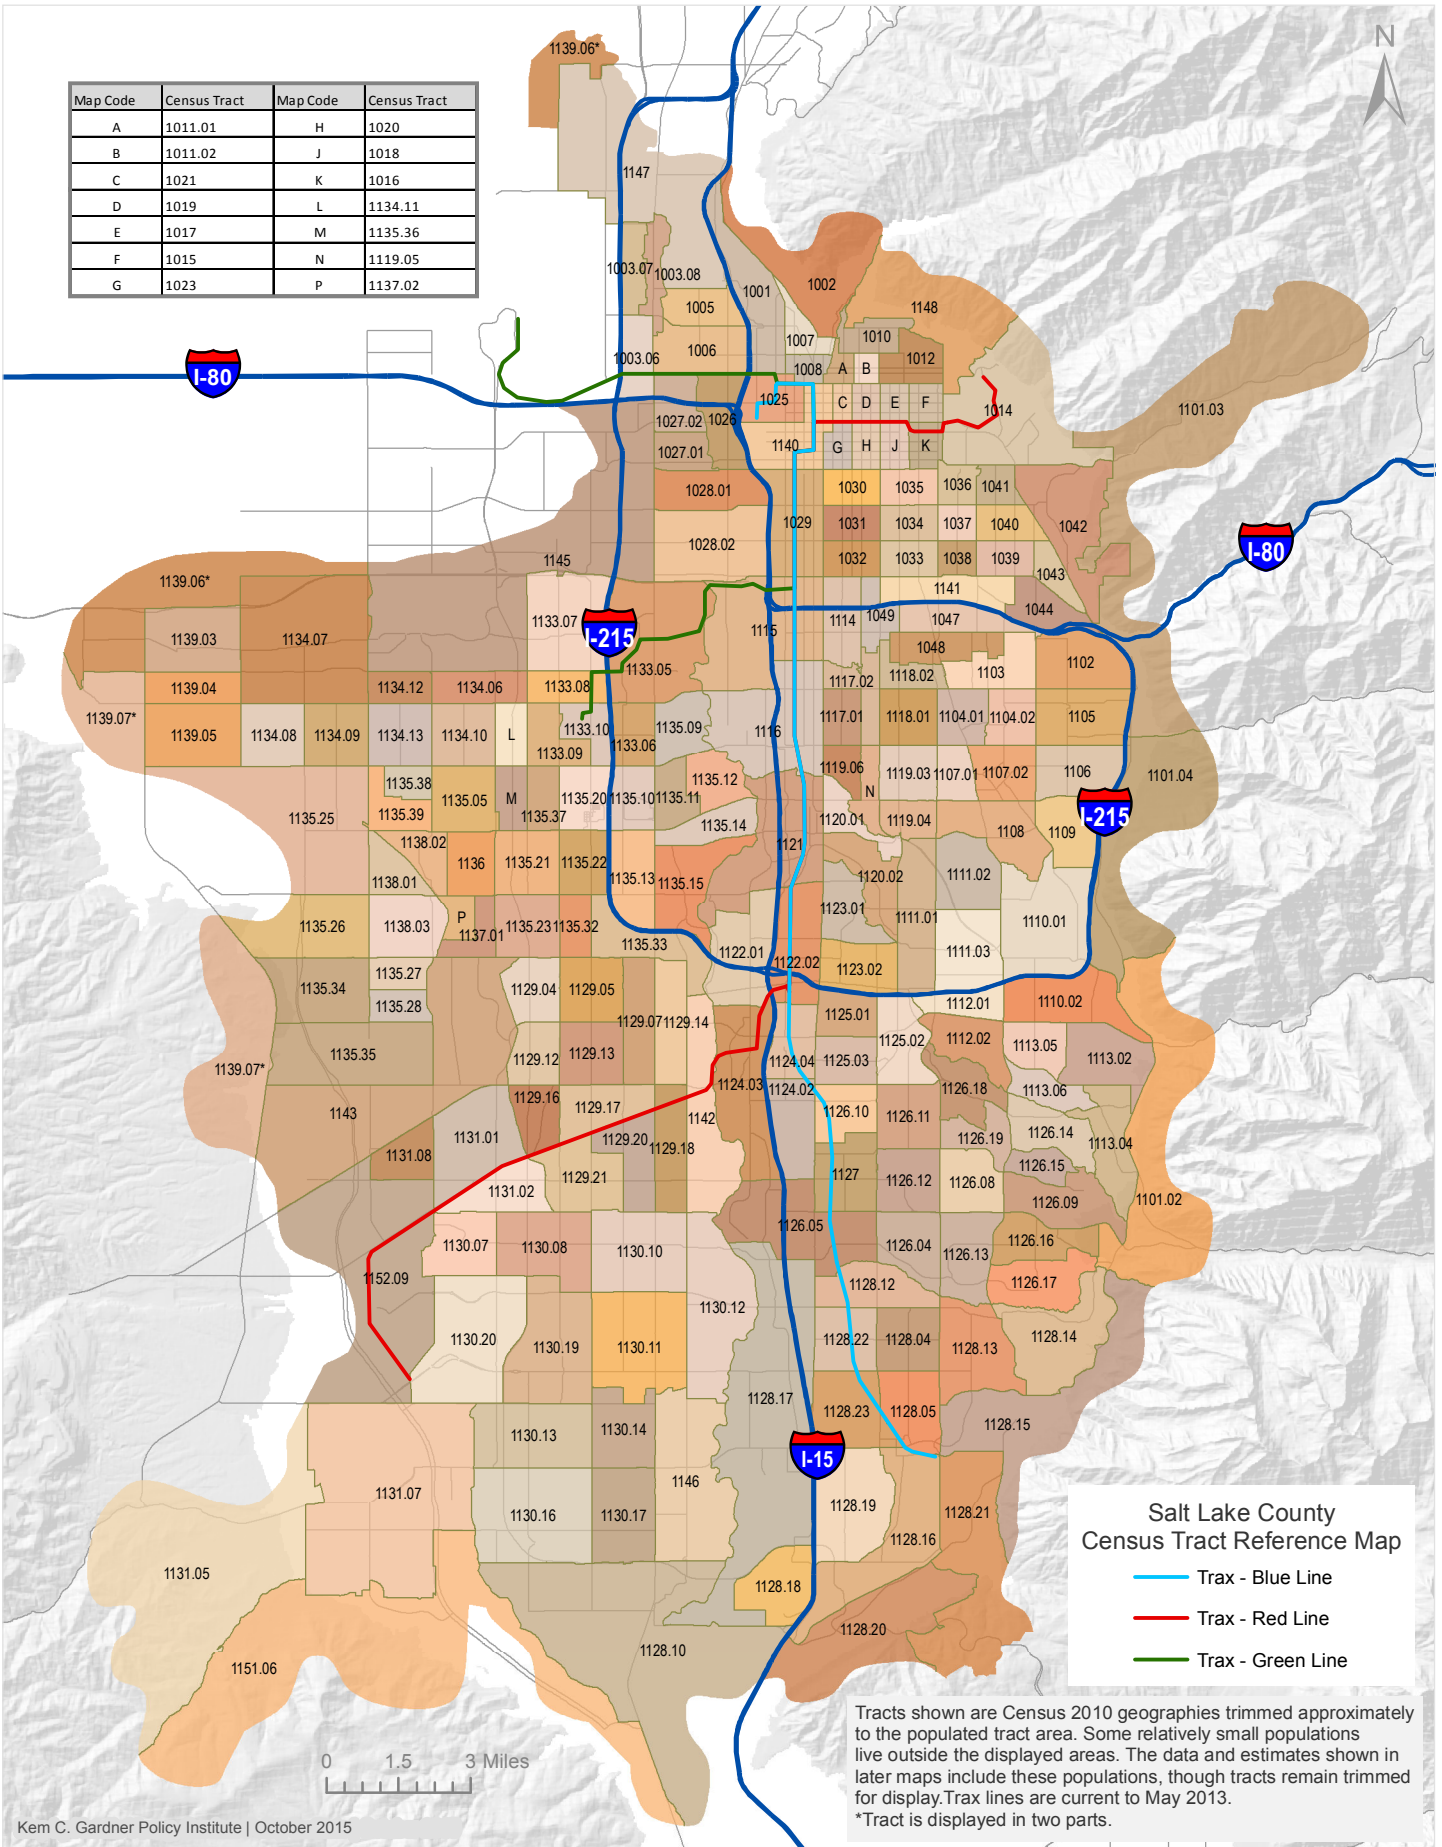 N
1139.06*
Map Code Census Tract Map Code Census Tract
A 1011.01 H 1020
B 1011.02 J 1018
C 1021 K 1016
D 1019 L 1134.11
E 1017 M 1135.36
F 1015 N 1119.05
G 1023 P 1137.02
1147
1003.07 1003.08 1001 1002
1005 1148
1007 1010
1003.06 1006 1008 A B 1012
I-80
1025 C D E F 1014 1101.03
1027.02 1026
1027.01 1140 G H J K
1028.01 1030 1035 1036 1041
1029 1031 1034 1037 1040 1042
1028.02 1032 1033 1038 1039
I-80
1145 1043
1139.06* 1141
1044
1133.07 1114 1049 1047
I-215
1139.03 1134.07 1115 1048
1133.05 1102
1117.02 1118.02 1103
1139.04 1134.12 1134.06 1133.08
1139.07* 1117.01 1118.01 1104.01 1104.02 1105
1139.05 1134.08 1134.09 1134.13 1134.10 L 1133.10 1135.09 1116
1133.09 1133.06
1119.06 1119.03 1107.01 1107.02 1106 1101.04
1135.38 1135.12
1135.05 M 1135.20 1135.10 1135.11 N
1135.25 1135.39 1135.37 1135.14 1120.01 1119.04 1108 1109
I-215
1138.02 1121
1136 1135.21 1135.22
1138.01 1135.13 1135.15 1120.02 1111.02
1123.01 1111.01 1110.01
1135.26 1138.03 P 1137.01 1135.23 1135.32
1135.33 1122.01 1111.03
1122.02 1123.02
1135.27
1135.34 1129.04 1129.05
1135.28 1112.01 1110.02
1129.07 1129.14 1125.01
1125.02 1112.02 1113.05
1135.35 1129.12 1129.13 1124.04 1125.03 1113.02
1139.07*
1124.03 1124.02 1126.18 1113.06
1129.16 1129.17
1143 1142 1126.10 1126.11
1131.01 1129.20 1129.18 1126.19 1126.14 1113.04
1131.08 1126.15
1129.21 1127 1126.12 1126.08
1131.02 1126.09 1101.02
1126.05
1130.07 1130.08 1130.10 1126.04 1126.13 1126.16
1152.09 1128.12 1126.17
1130.12
1130.20 1130.19 1130.11 1128.22 1128.04 1128.13 1128.14
1128.17 1128.23 1128.05 1128.15
1130.13 1130.14
I-15
1131.07 1146
1130.16 1130.17 1128.19 1128.21
1128.16
1131.05 1128.18
1128.20
1151.06 1128.10
Salt Lake County
Census Tract Reference Map
Trax - Blue Line
Trax - Red Line
Trax - Green Line
Tracts shown are Census 2010 geographies trimmed approximately
to the populated tract area. Some relatively small populations
live outside the displayed areas. The data and estimates shown in
later maps include these populations, though tracts remain trimmed
for display.Trax lines are current to May 2013.
*Tract is displayed in two parts.
0 1.5 3 Miles
Kem C. Gardner Policy Institute | October 2015